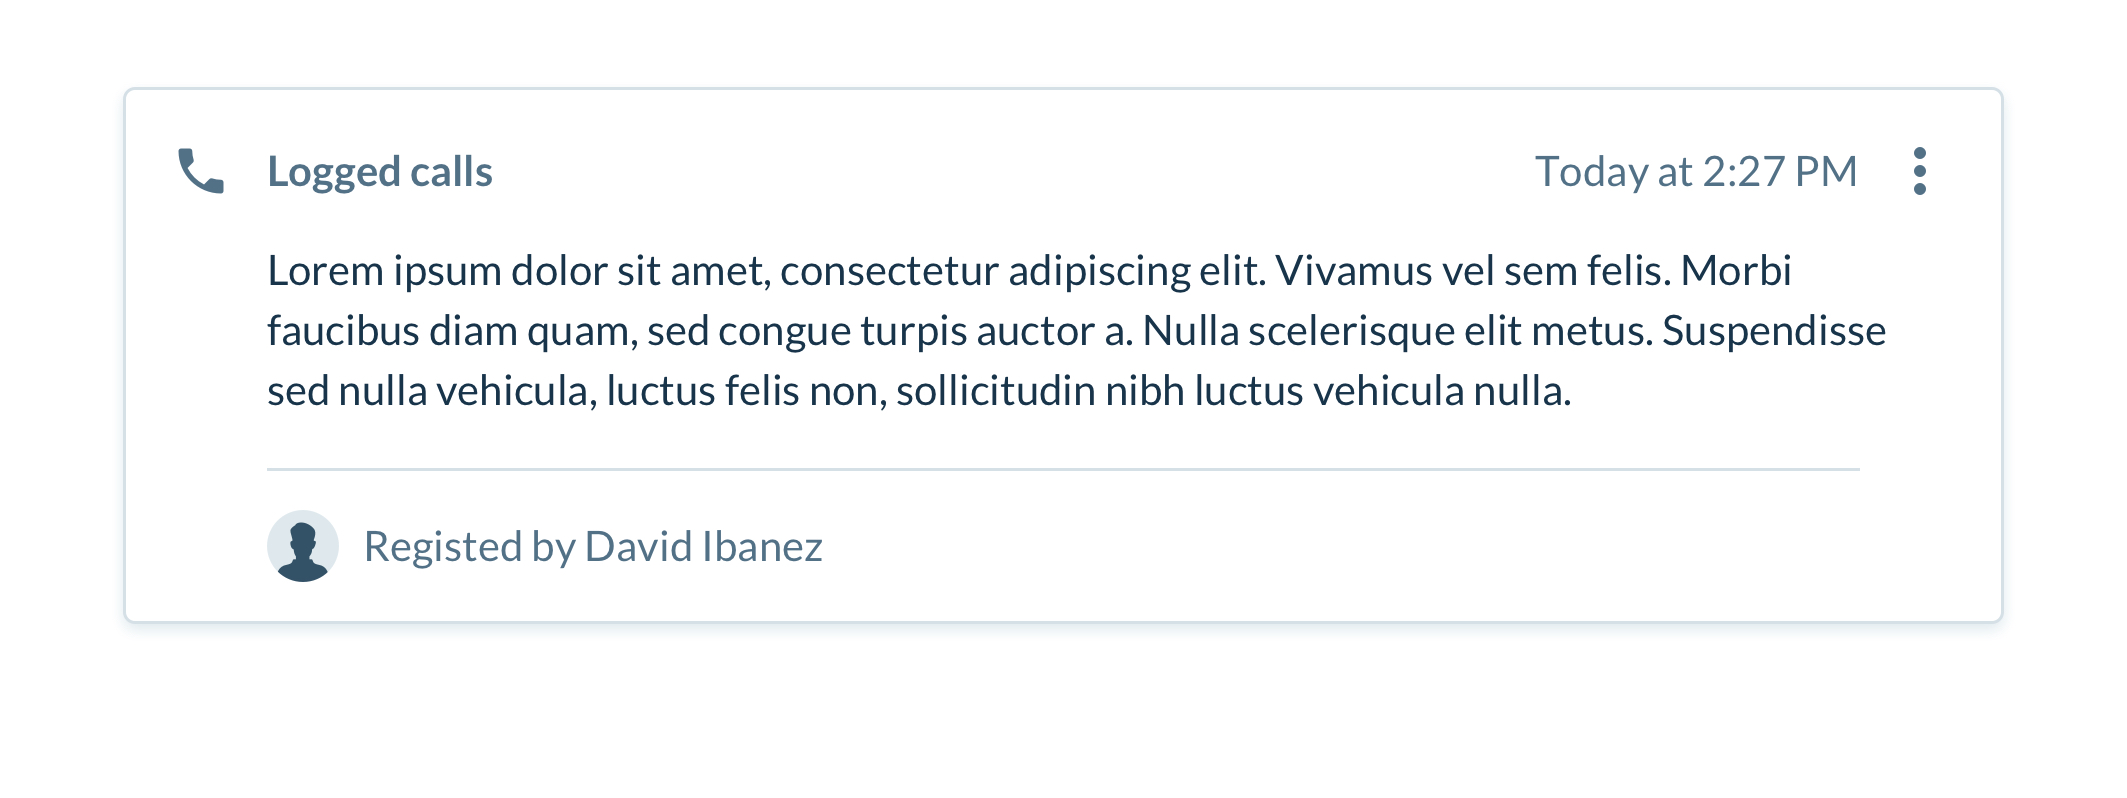 Logged calls
Today at 2:27 PM
Lorem ipsum dolor sit amet, consectetur adipiscing elit. Vivamus vel sem felis. Morbi
faucibus diam quam, sed congue turpis auctor a. Nulla scelerisque elit metus. Suspendisse
sed nulla vehicula, luctus felis non, sollicitudin nibh luctus vehicula nulla.
Registed by David Ibanez